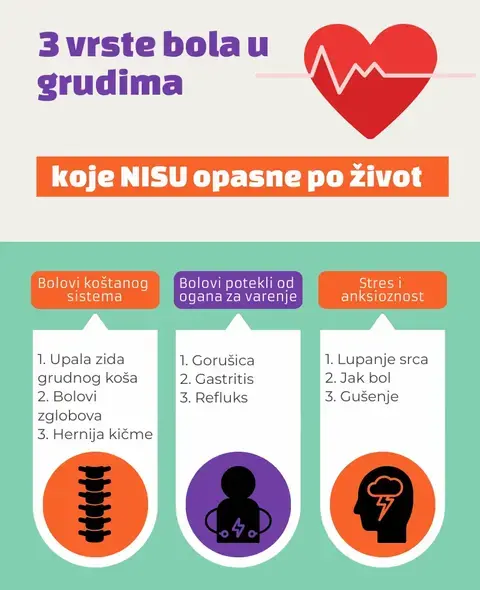 3 vrste bola u
grudima
koje NISU opasne po život
Bolovi koštanog
sistema
1. Upala zida
grudnog koša
2. Bolovi
zglobova
3. Hernija kičme
Bolovi potekli od
ogana za varenje
1. Gorušica
2. Gastritis
3. Refluks
Stres i
anksioznost
1. Lupanje srca
2. Jak bol
3. Gušenje